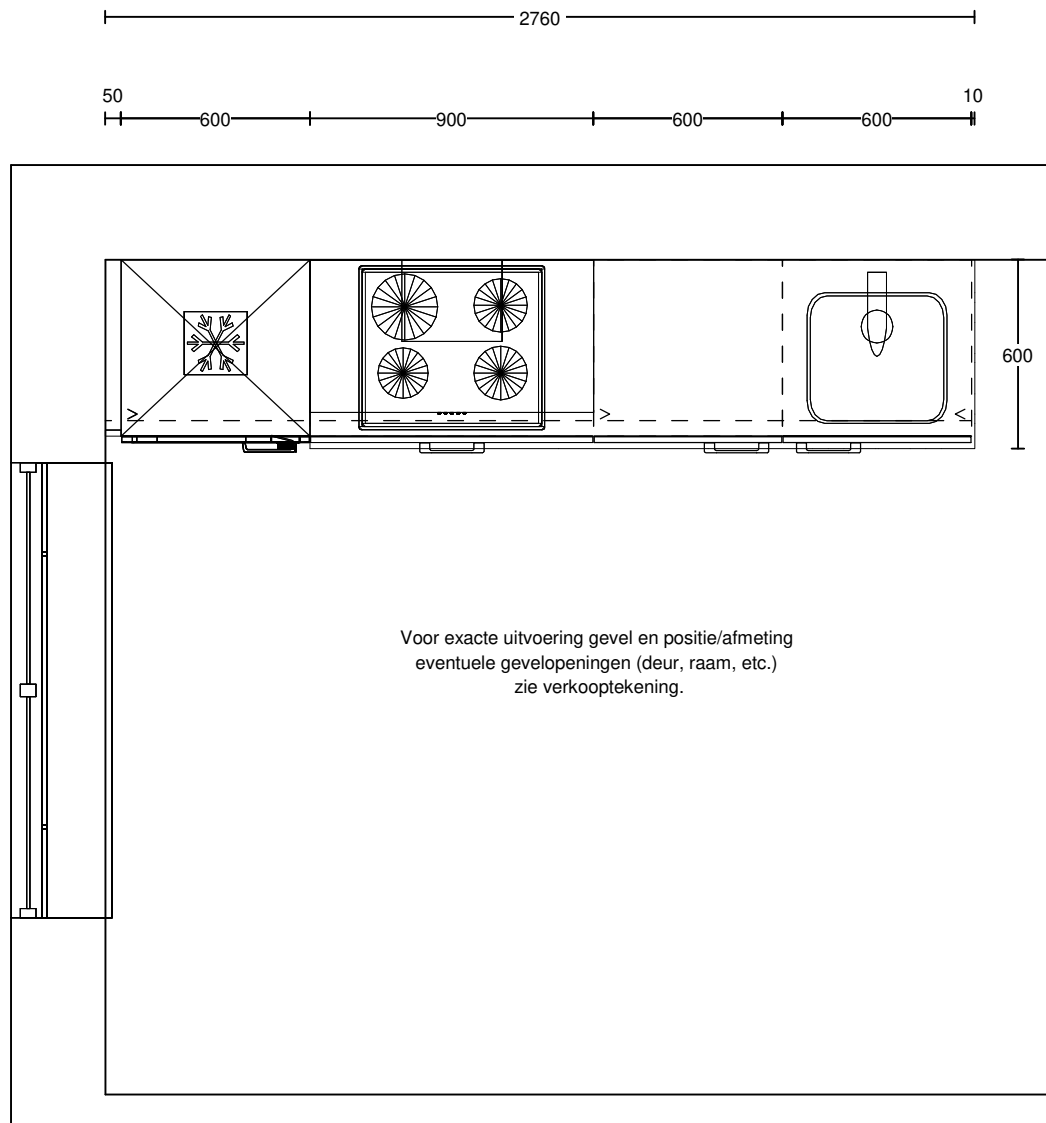 2760
50 10
600 900 600 600
600
Voor exacte uitvoering gevel en positie/afmeting
eventuele gevelopeningen (deur, raam, etc.)
zie verkooptekening.